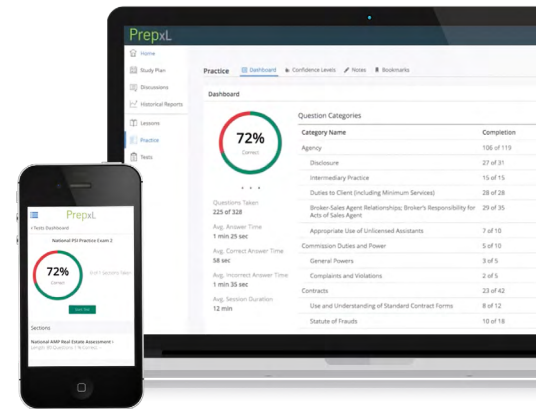 PrepxL
Home
Study Plan
Discussions
Historical Reports
Lessons
Practice
Tests
Practice Dashboard Confidence Levels Notes Bookmarks
Dashboard
72%
Correct
Questions Taken
225 of 328
Avg. Answer Time
1 min 25 sec
Avg. Correct Answer Time
58 sec
Avg. Incorrect Answer Time
1 min 35 sec
Avg. Session Duration
12 min
Question Categories
Category Name Completion
Agency 106 of 119
Disclosure 27 of 31
Intermediary Practice 15 of 15
Duties to Client (Including Minimum Services) 28 of 28
Broker-Sales Agent Relationships; Broker's Responsibility for 29 of 35
Acts of Sales Agent
Appropriate Use of Unlicensed Assistants 7 of 10
Commission Duties and Power 5 of 10
General Powers 3 of 5
Complaints and Violations 2 of 5
Contracts 23 of 42
Use and Understanding of Standard Contract Forms 8 of 12
Statute of Frauds 10 of 18
PrepxL
Tests Dashboard
National PSI Practice Exam 2
72%
Correct
Sections
National AMP Real Estate Assessment